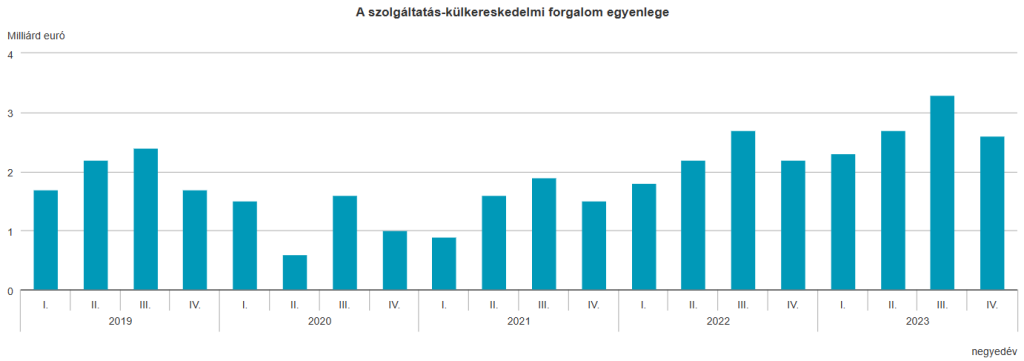 A szolgáltatás-külkereskedelmi forgalom egyenlege
Milliárd euró
4
3
2
1
0
I. II. III. IV. I. II. III. IV. I. II. III. IV. I. II. III. IV. I. II. III. IV.
2019 2020 2021 2022 2023
negyedév